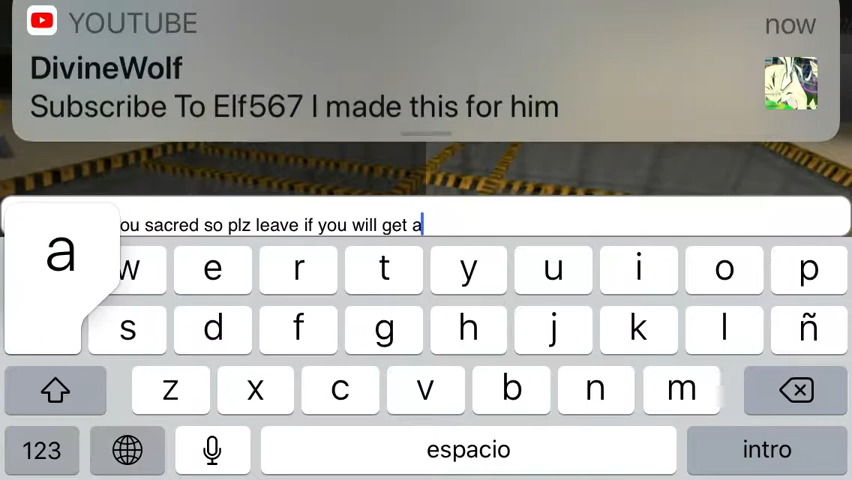 YOUTUBE now
DivineWolf
Subscribe To Elf567 I made this for him
ou sacred so plz leave if you will get a
a
w e r t y u i o p
s d f g h j k l ñ
z x c v b n m
123 espacio intro